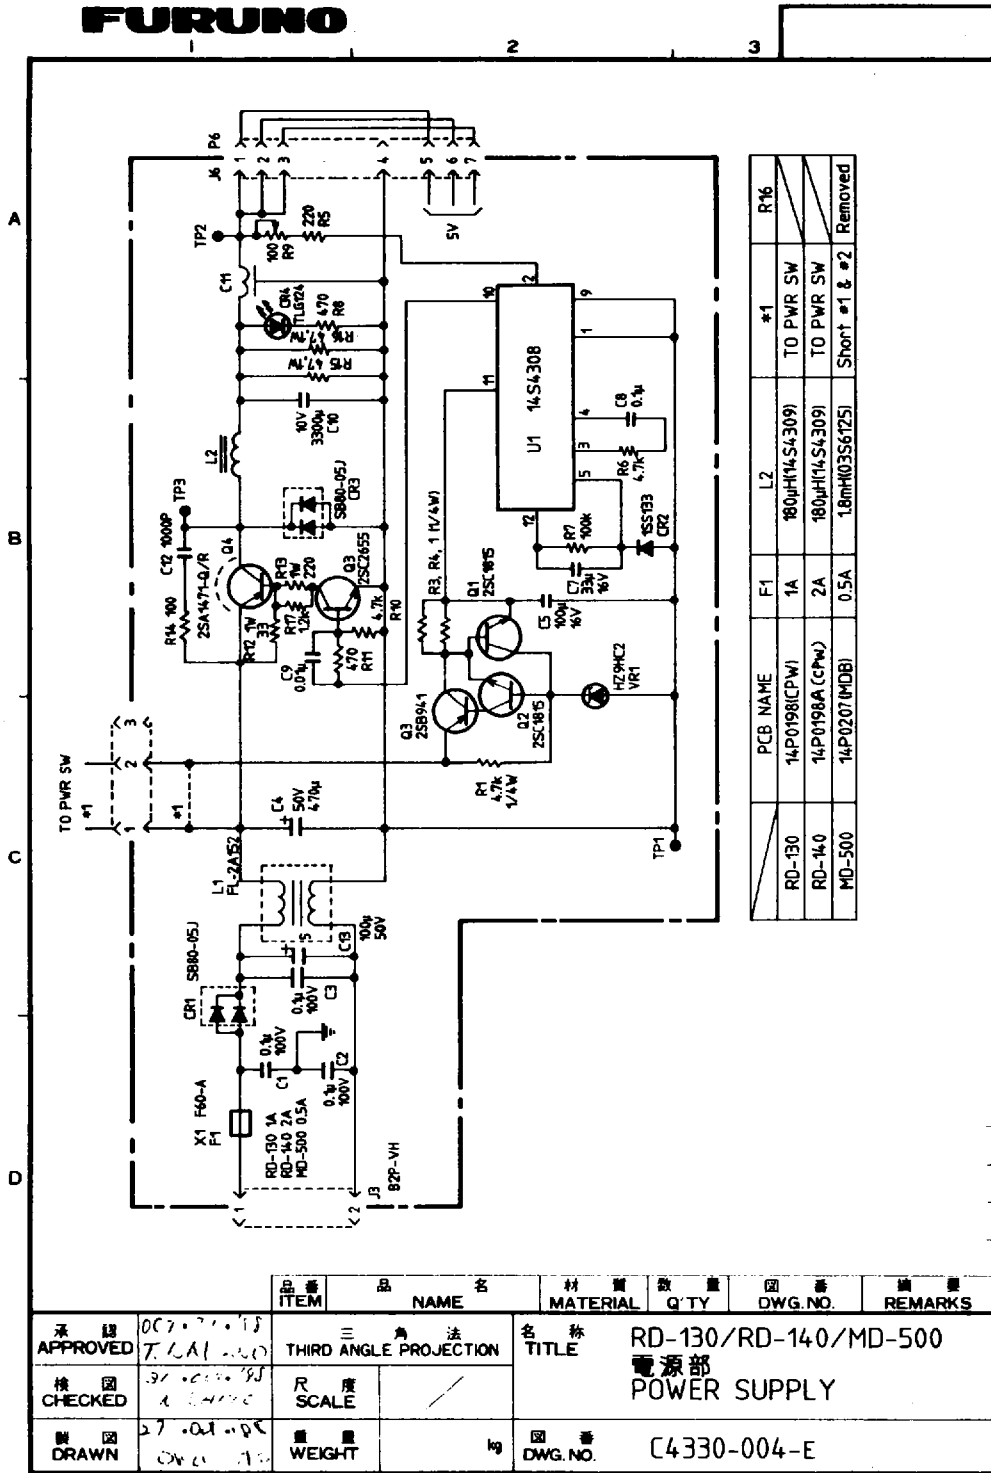 FURUNO
1
2
3
A
B
C
D
P6
J6
1
2
3
4
5
6
7
TP2
100
R9
220
R5
5V
C11
CR4
TLG124
470
R8
R16
47,1W
R15
47,1W
10V
3300µ
C10
L2
TP3
C12 1000P
SB80-05J
CR3
R14 100
2SA1471-Q/R
Q4
R13
1W
220
Q3
2SC2655
R12 1W
33
R17
1.2k
4.7k
R10
C9
0.01µ
470
R11
2
10
9
1
11
U1 14S4308
4
3
5
12
C8
0.1µ
R6
4.7k
R7
100k
C7
33µ
16V
1SS133
CR2
R3, R4, 1 (1/4W)
Q1
2SC1815
C5
100µ
16V
Q3
2SB941
Q2
2SC1815
HZ9HC2
VR1
R1
4.7k
1/4W
TO PWR SW
*1
1
2
3
*1
C4
50V
470µ
TP1
L1
FL-2A152
C13
100µ
50V
SB80-05J
CR1
0.1µ
100V
C3
0.1µ
100V
C1
0.1µ
100V
C2
X1 F60-A
F1
RD-130 1A
RD-140 2A
MD-500 0.5A
1
2
J3
B2P-VH
PCB NAME F1 L2 *1 R16
RD-130 14P0198(CPW) 1A 180µH(14S4309) TO PWR SW
RD-140 14P0198A(CPW) 2A 180µH(14S4309) TO PWR SW
MD-500 14P0207(MDB) 0.5A 1.8mH(03S6125) Short #1 & #2 Removed
品番 品名 材質 数量 図番 摘要
ITEM NAME MATERIAL Q'TY DWG.NO. REMARKS
承認
APPROVED
三角法
THIRD ANGLE PROJECTION
名称
TITLE
RD-130/RD-140/MD-500
電源部
POWER SUPPLY
検図
CHECKED
尺度
SCALE
製図
DRAWN
重量
WEIGHT
kg
図番
DWG.NO.
C4330-004-E